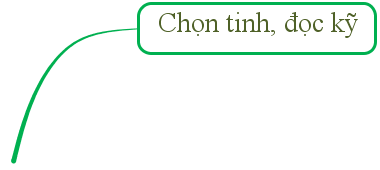 Chọn tinh, đọc kỹ